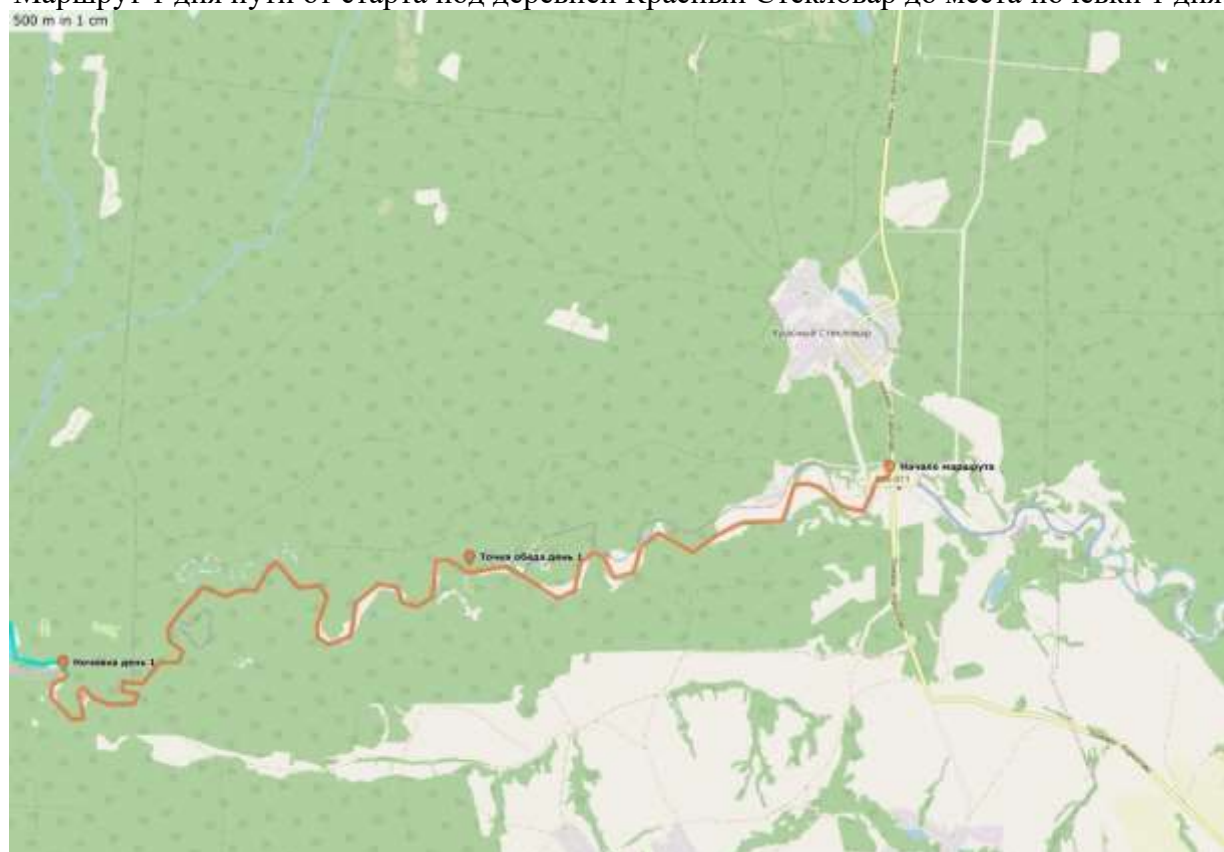 Маршрут 1 дня пути от старта под деревней Красный Стекловар до места ночевки 1 дня
500 m in 1 cm
Красный Стекловар
Начало маршрута
Точка обеда день 1
Ночевка день 1